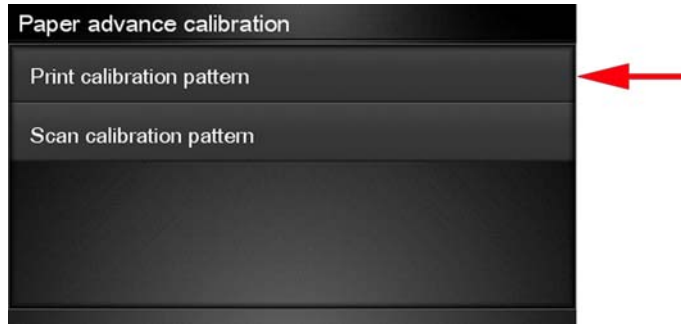 Paper advance calibration
Print calibration pattern
Scan calibration pattern